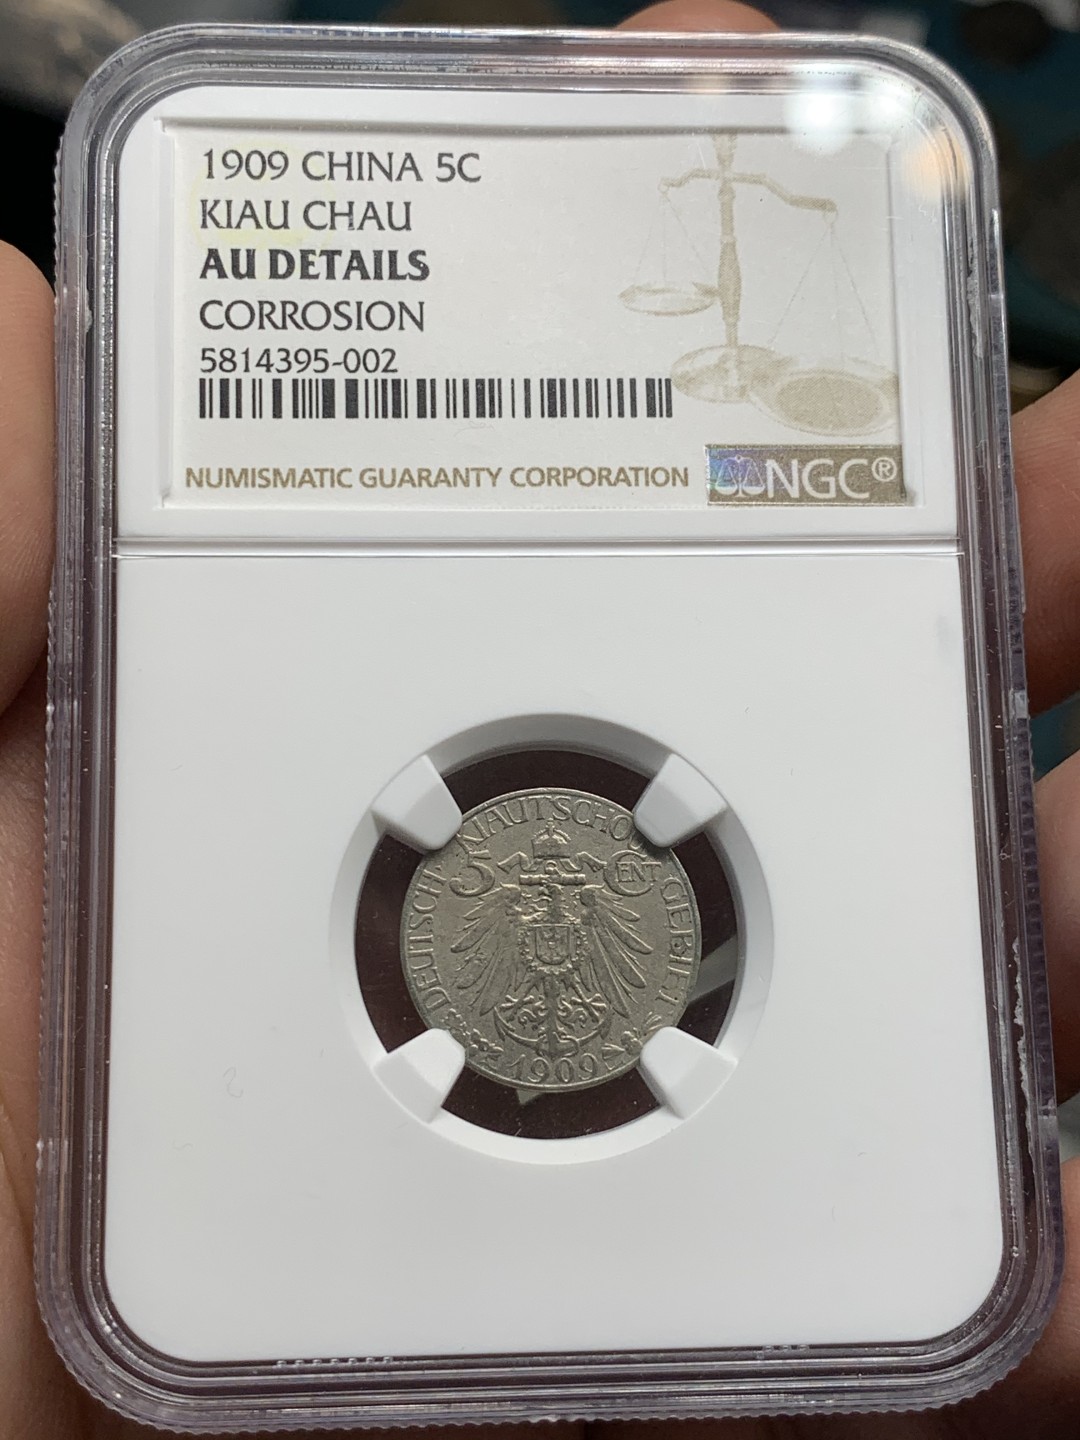 1909 CHINA 5C
KIAU CHAU
AU DETAILS
CORROSION
5814395-002
NUMISMATIC GUARANTY CORPORATION
NGC®
DEUTSCH· KIAUTSCHOU GEBIET
5 CENT
1909